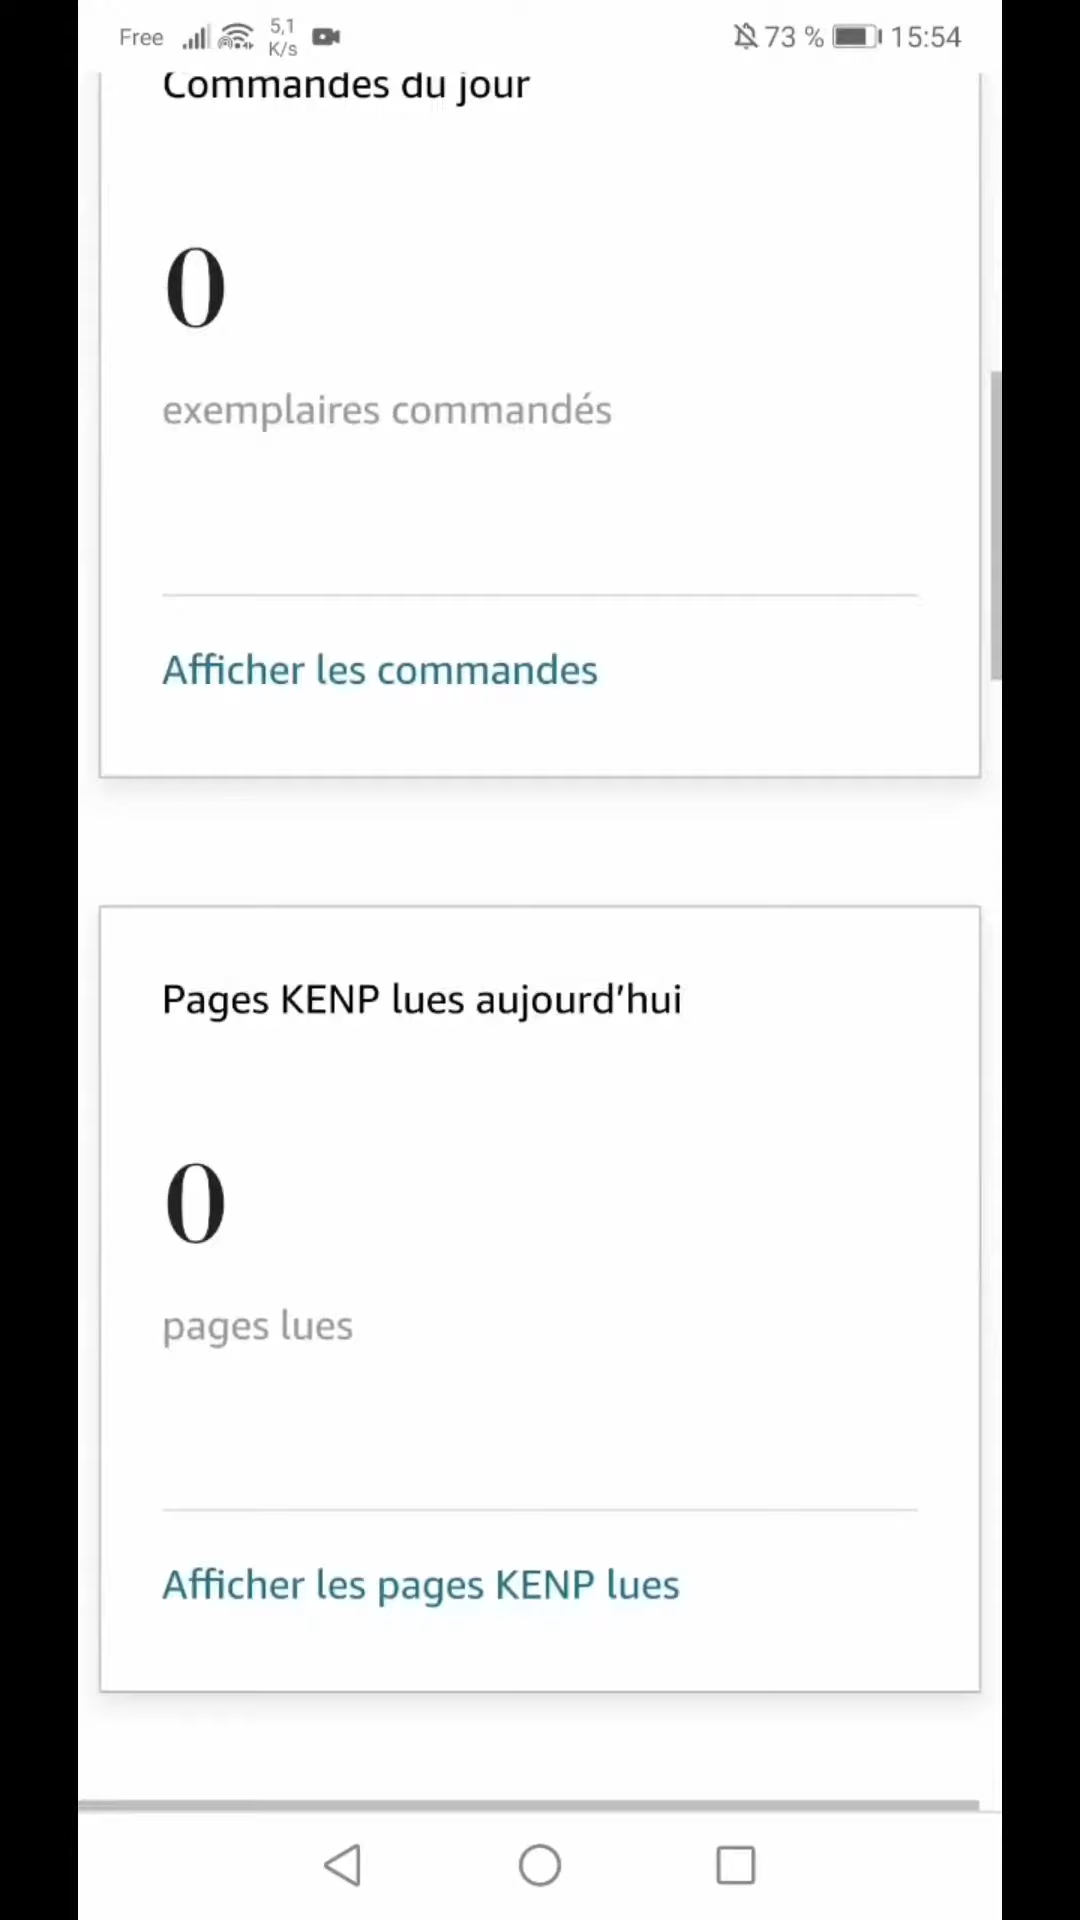 Free 5,1 K/s 73 % 15:54
Commandes du jour
0
exemplaires commandés
Afficher les commandes
Pages KENP lues aujourd’hui
0
pages lues
Afficher les pages KENP lues